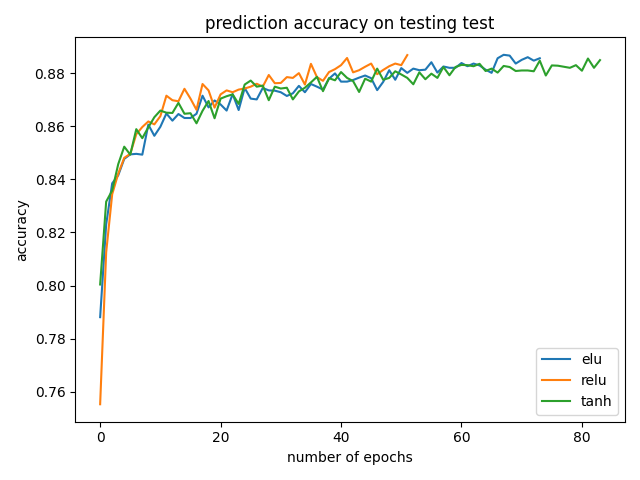 prediction accuracy on testing test
accuracy
0.88
0.86
0.84
0.82
0.80
0.78
0.76
elu
relu
tanh
0 20 40 60 80
number of epochs